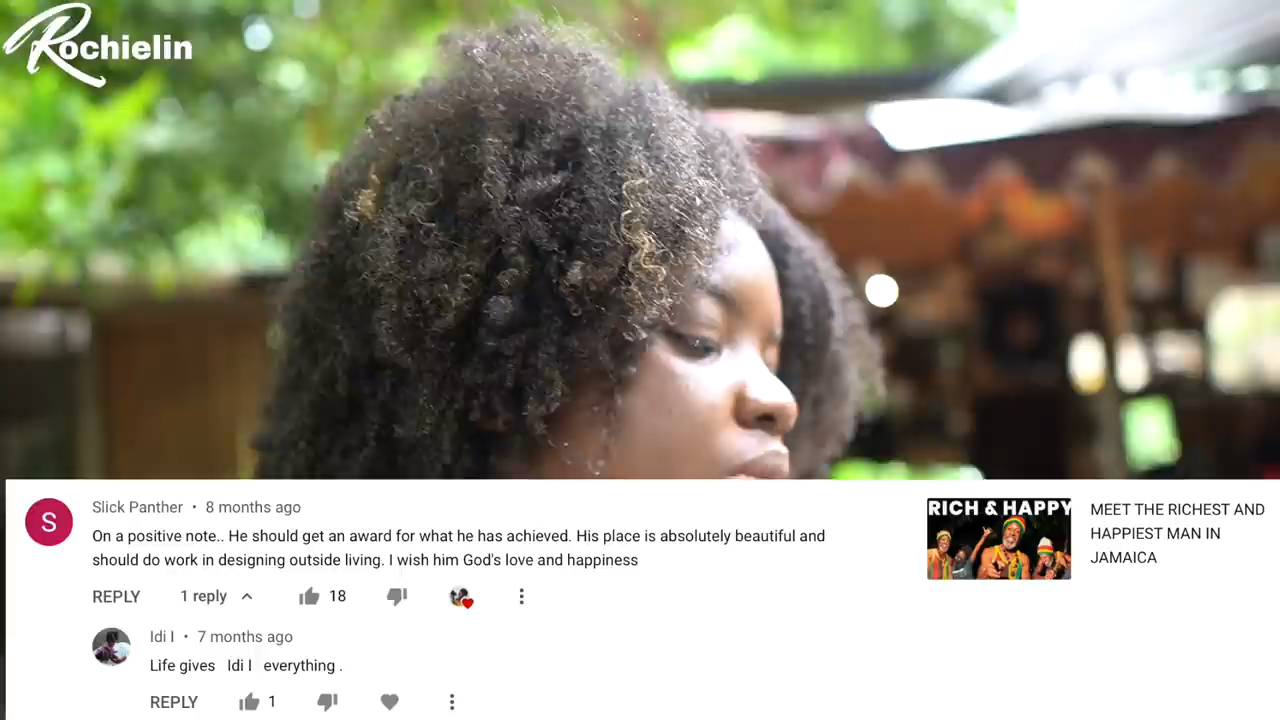 Rochielin
S
Slick Panther • 8 months ago
On a positive note.. He should get an award for what he has achieved. His place is absolutely beautiful and
should do work in designing outside living. I wish him God's love and happiness
REPLY 1 reply 18
Idi I • 7 months ago
Life gives Idi I everything .
REPLY 1
RICH & HAPPY
MEET THE RICHEST AND
HAPPIEST MAN IN
JAMAICA